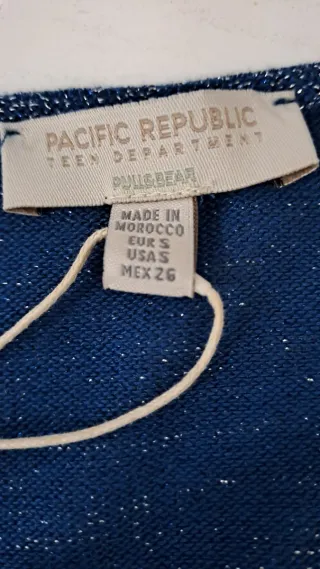 PACIFIC REPUBLIC
TEEN DEPARTMENT
PULL&BEAR
MADE IN
MOROCCO
EUR S
USA S
MEX 26